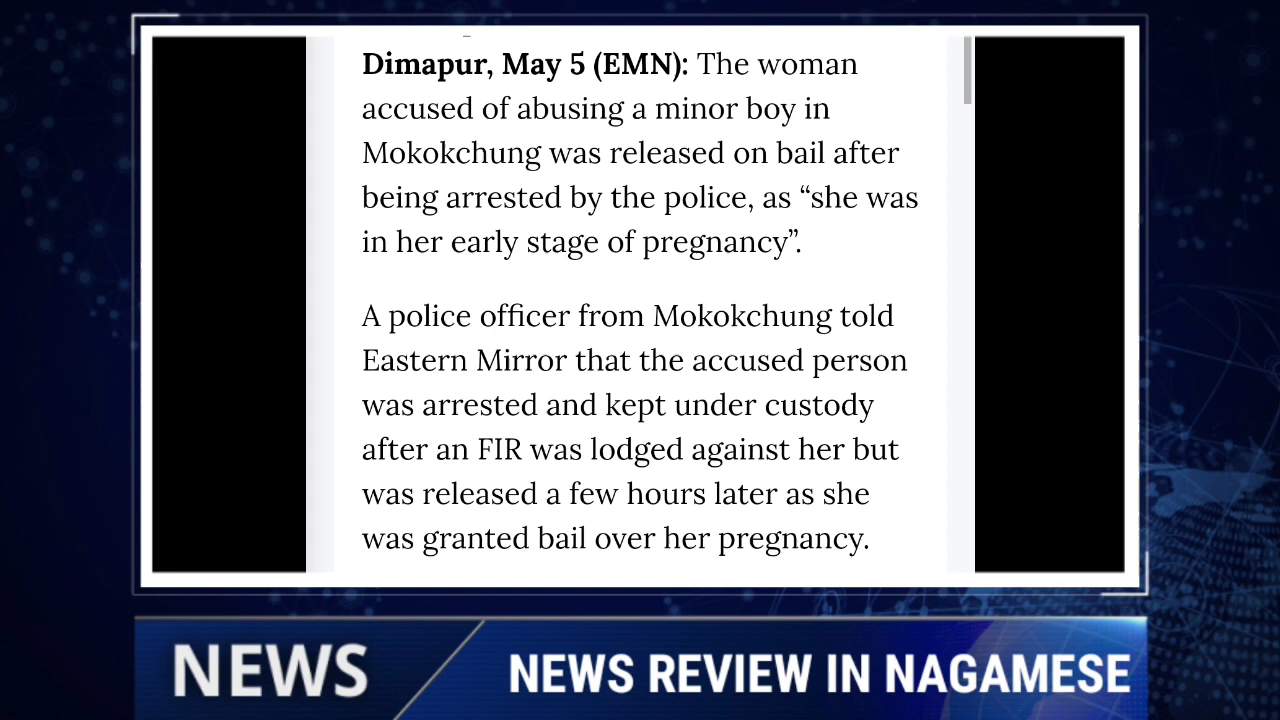 Dimapur, May 5 (EMN): The woman
accused of abusing a minor boy in
Mokokchung was released on bail after
being arrested by the police, as “she was
in her early stage of pregnancy”.
A police officer from Mokokchung told
Eastern Mirror that the accused person
was arrested and kept under custody
after an FIR was lodged against her but
was released a few hours later as she
was granted bail over her pregnancy.
NEWS
NEWS REVIEW IN NAGAMESE